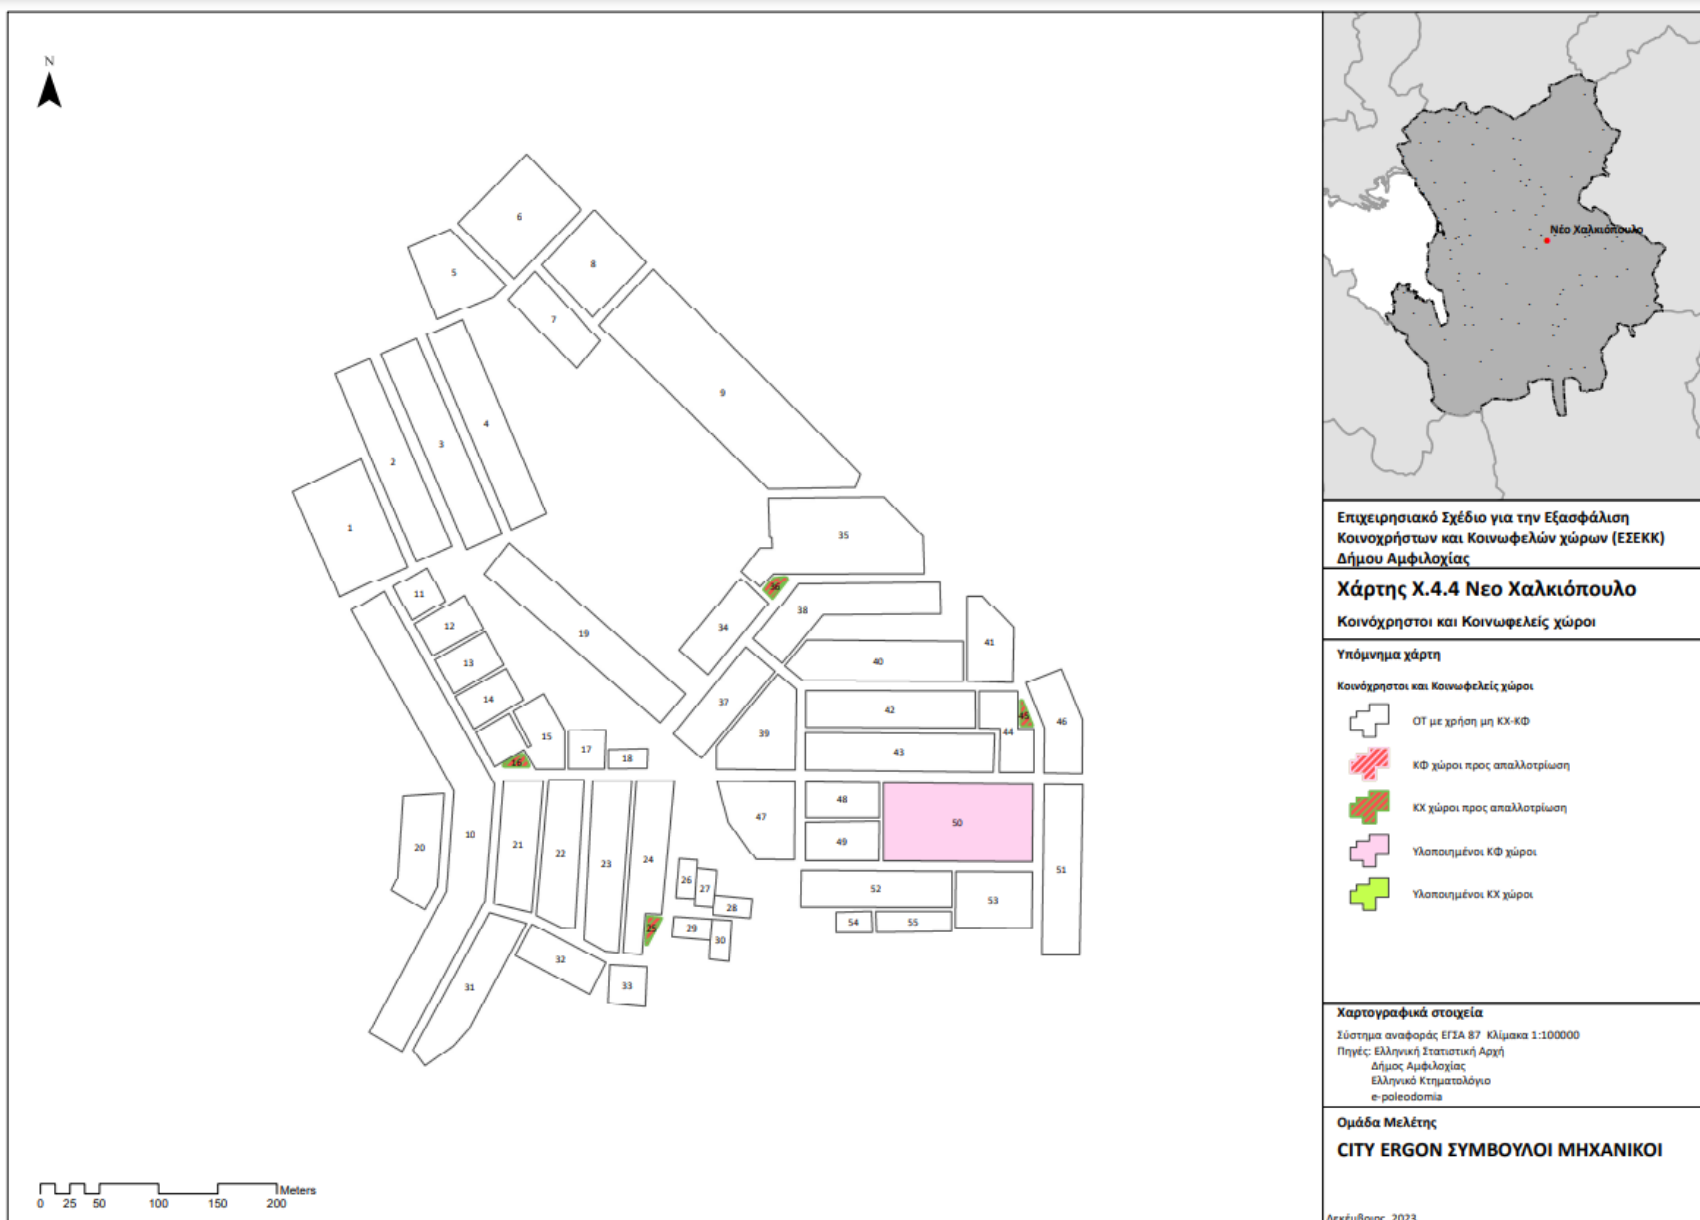 N
6
5
8
7
9
4
3
2
1
35
11
36
12
38
34
19
41
13
40
14
37
42
45
46
15
39
44
17
43
18
16
48
47
50
10
49
20
21
22
23
24
51
26
52
27
53
28
54
55
25
29
30
32
33
31
Meters
0 25 50 100 150 200
Νέο Χαλκιόπουλο
Επιχειρησιακό Σχέδιο για την Εξασφάλιση
Κοινοχρήστων και Κοινωφελών χώρων (ΕΣΕΚΚ)
Δήμου Αμφιλοχίας
Χάρτης Χ.4.4 Νεο Χαλκιόπουλο
Κοινόχρηστοι και Κοινωφελείς χώροι
Υπόμνημα χάρτη
Κοινόχρηστοι και Κοινωφελείς χώροι
ΟΤ με χρήση μη ΚΧ-ΚΦ
ΚΦ χώροι προς απαλλοτρίωση
ΚΧ χώροι προς απαλλοτρίωση
Υλοποιημένοι ΚΦ χώροι
Υλοποιημένοι ΚΧ χώροι
Χαρτογραφικά στοιχεία
Σύστημα αναφοράς ΕΓΣΑ 87 Κλίμακα 1:100000
Πηγές: Ελληνική Στατιστική Αρχή
Δήμος Αμφιλοχίας
Ελληνικό Κτηματολόγιο
e-poleodomia
Ομάδα Μελέτης
CITY ERGON ΣΥΜΒΟΥΛΟΙ ΜΗΧΑΝΙΚΟΙ
Δεκέμβριος, 2023